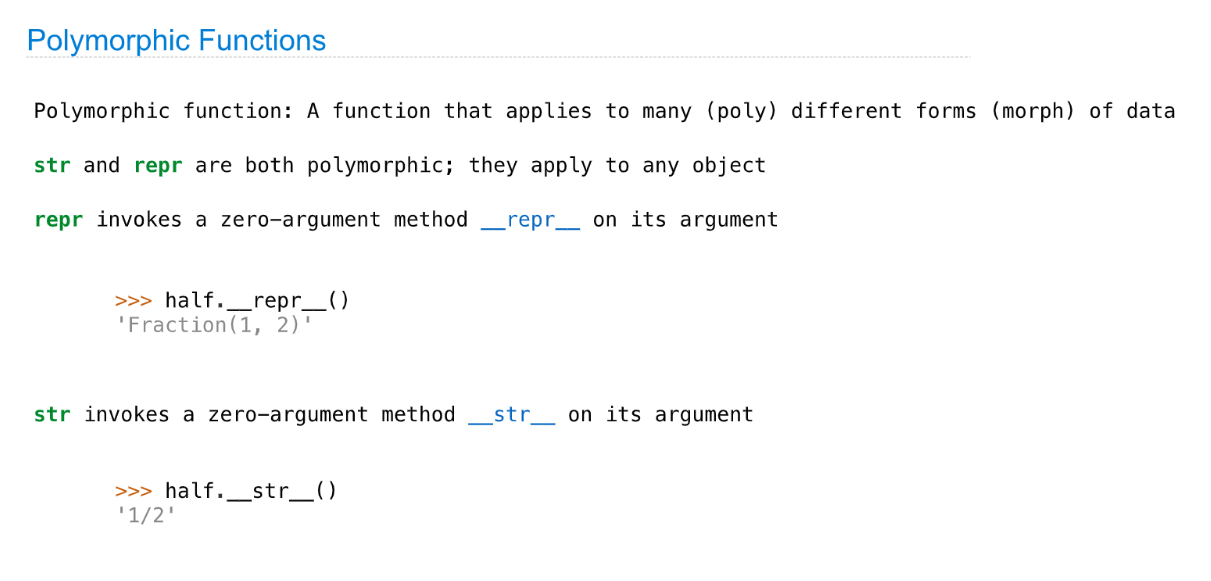 Polymorphic Functions
Polymorphic function: A function that applies to many (poly) different forms (morph) of data
str and repr are both polymorphic; they apply to any object
repr invokes a zero-argument method __repr__ on its argument
>>> half.__repr__()
'Fraction(1, 2)'
str invokes a zero-argument method __str__ on its argument
>>> half.__str__()
'1/2'